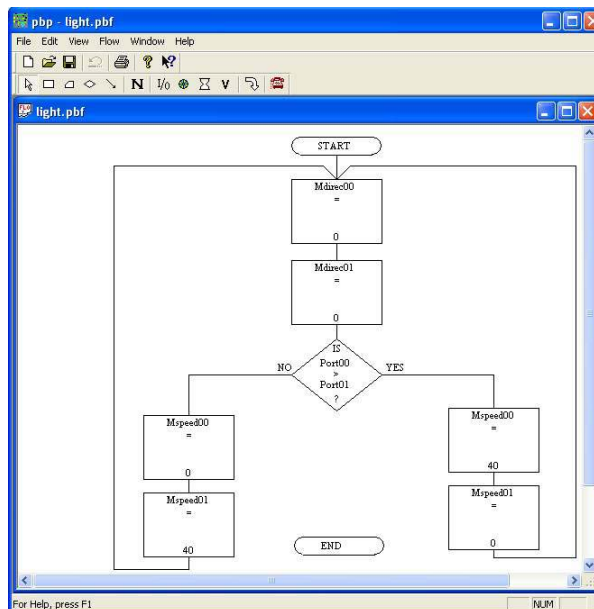 pbp - light.pbf
File Edit View Flow Window Help
N I/o V
light.pbf
START
Mdirec00
=
0
Mdirec01
=
0
IS
Port00
>
Port01
?
NO
YES
Mspeed00
=
0
Mspeed01
=
40
Mspeed00
=
40
Mspeed01
=
0
END
For Help, press F1
NUM